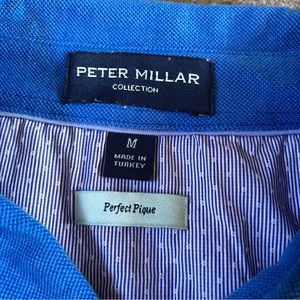 PETER MILLAR
COLLECTION
M
MADE IN
TURKEY
Perfect Pique